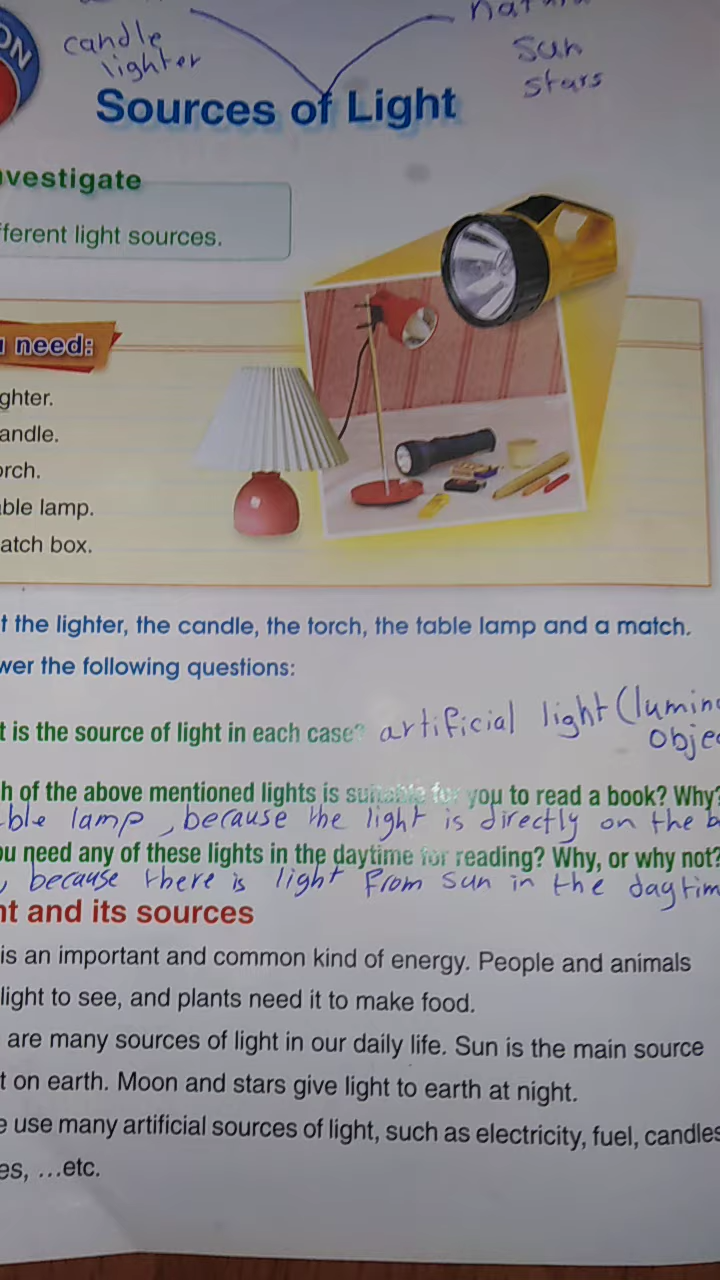 candle
lighter
sun
stars
Sources of Light
nvestigate
fferent light sources.
u need:
ghter.
andle.
orch.
ble lamp.
atch box.
t the lighter, the candle, the torch, the table lamp and a match.
wer the following questions:
t is the source of light in each case? artificial light (lumin
obje
h of the above mentioned lights is suitable for you to read a book? Why?
ble lamp, because the light is directly on the b
ou need any of these lights in the daytime for reading? Why, or why not?
, because there is light from sun in the daytim
nt and its sources
is an important and common kind of energy. People and animals
light to see, and plants need it to make food.
are many sources of light in our daily life. Sun is the main source
t on earth. Moon and stars give light to earth at night.
e use many artificial sources of light, such as electricity, fuel, candles
es, ...etc.